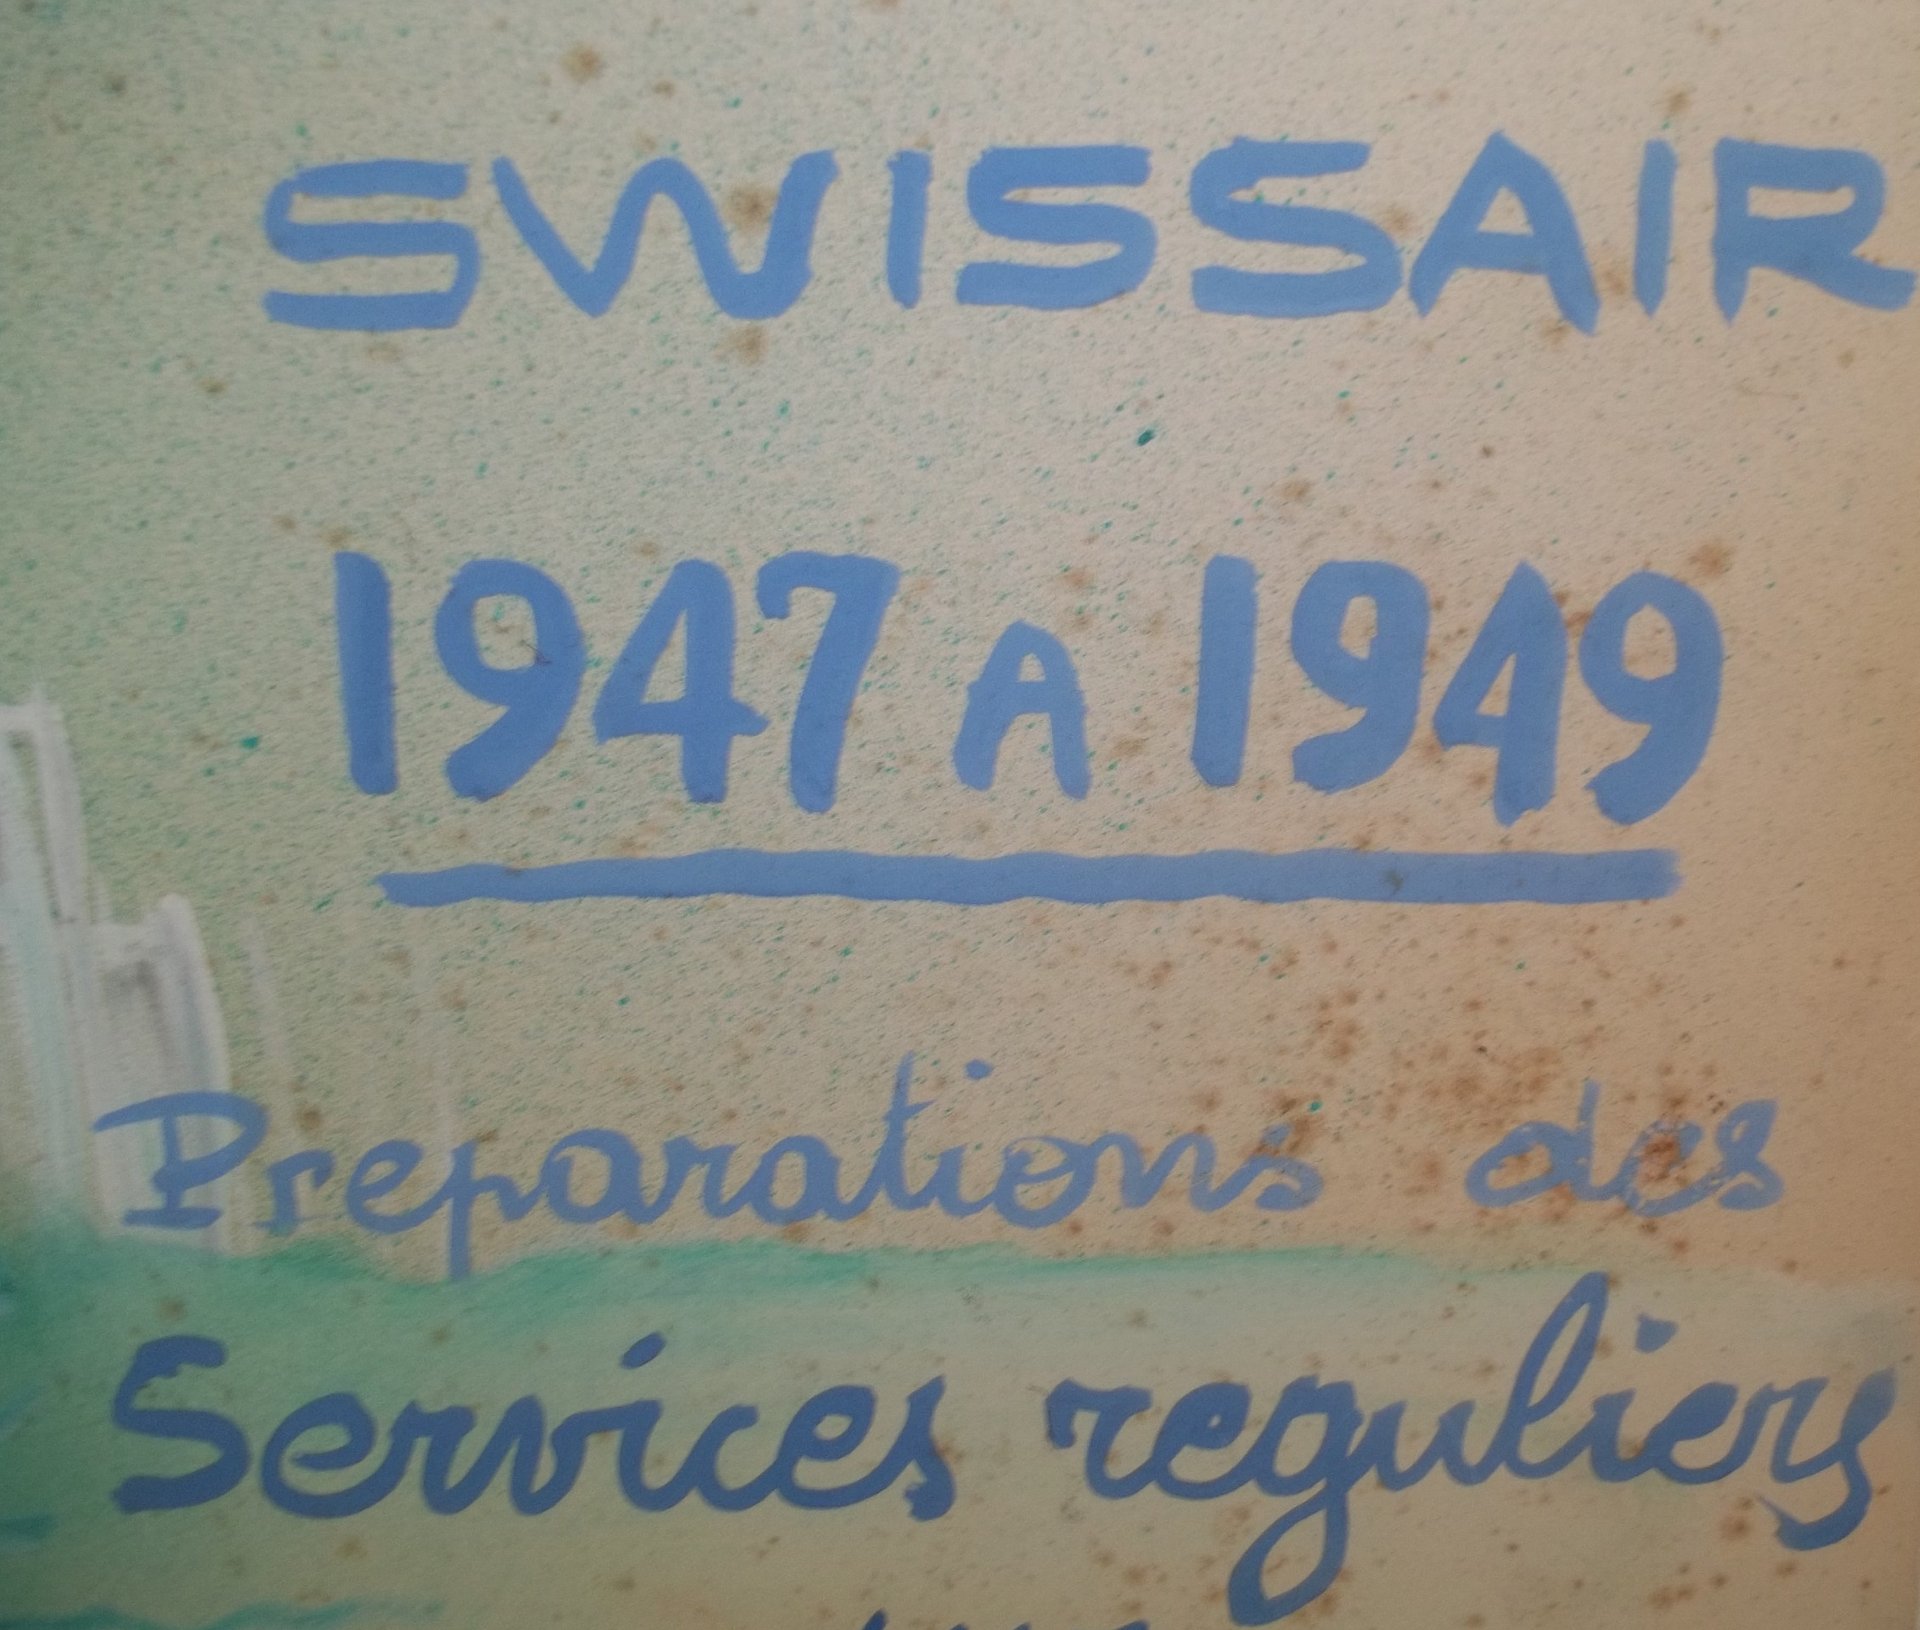 SWISSAIR
1947 A 1949
Preparations des
Services reguliers